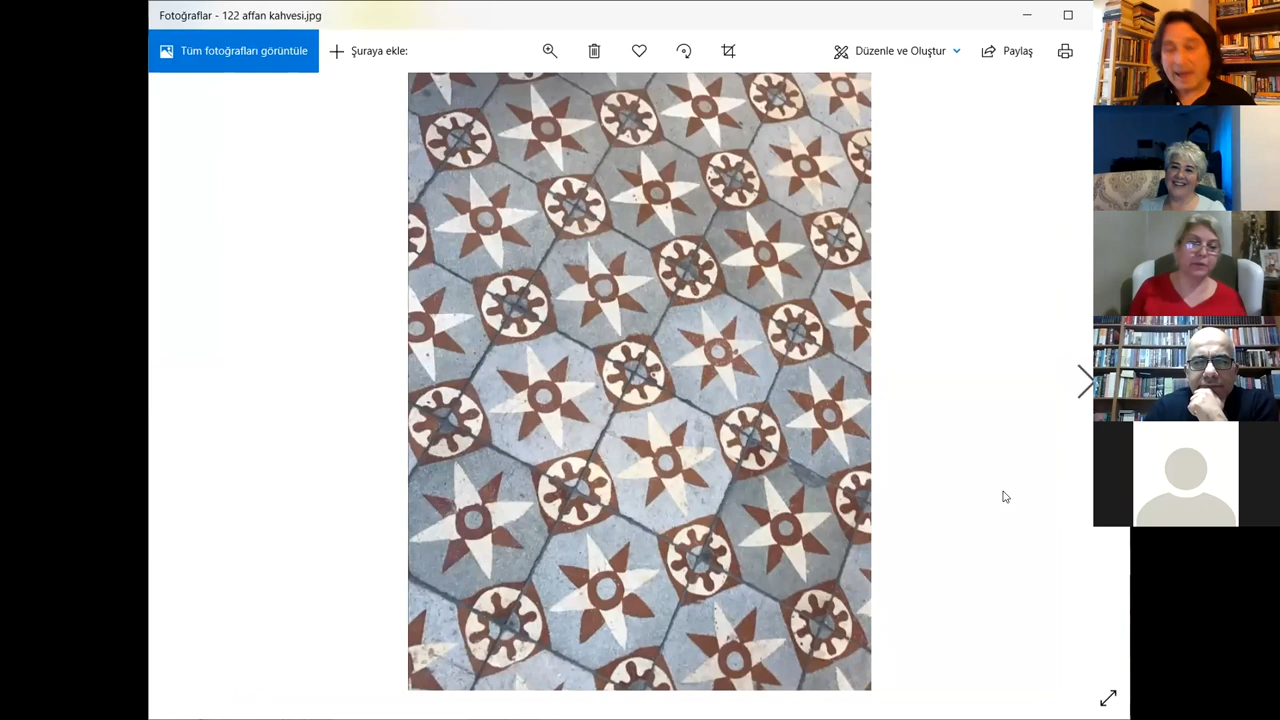 Fotoğraflar - 122 affan kahvesi.jpg
Tüm fotoğrafları görüntüle
Şuraya ekle:
Düzenle ve Oluştur
Paylaş